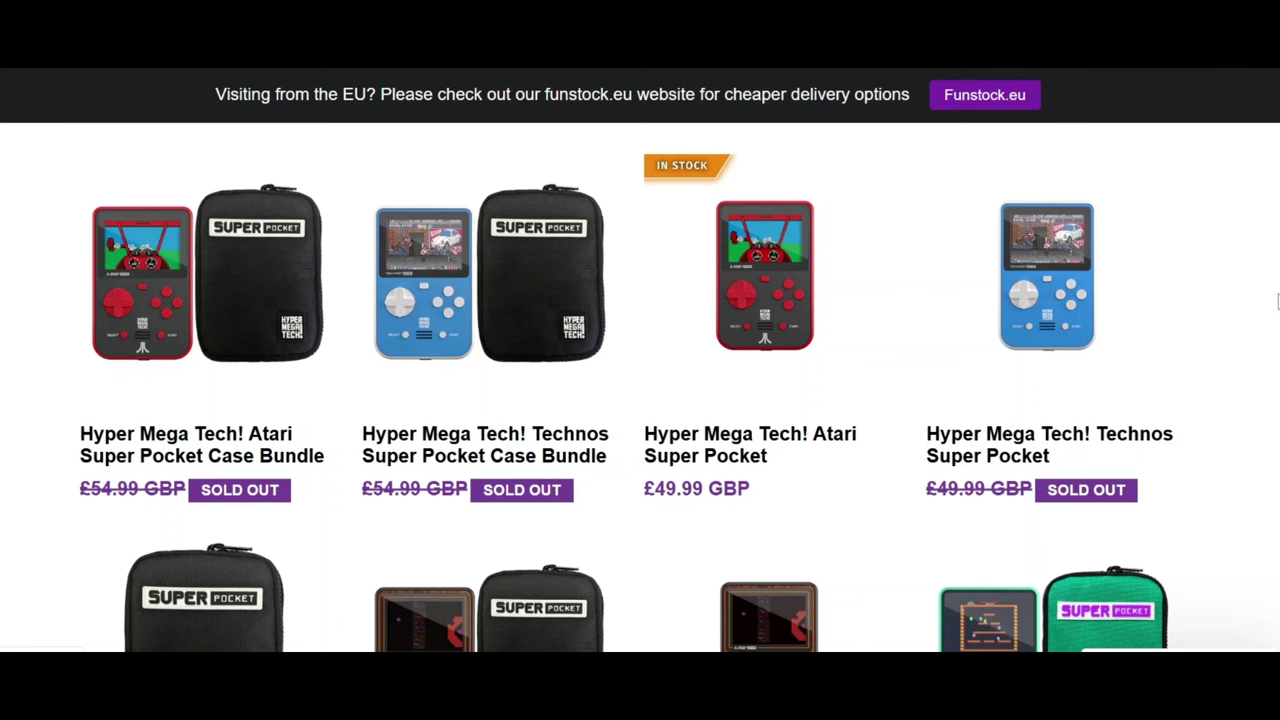 Visiting from the EU? Please check out our funstock.eu website for cheaper delivery options
Funstock.eu
IN STOCK
SUPER POCKET
HYPER
MEGA
TECH!
SUPER POCKET
HYPER
MEGA
TECH!
Hyper Mega Tech! Atari
Super Pocket Case Bundle
£54.99 GBP SOLD OUT
Hyper Mega Tech! Technos
Super Pocket Case Bundle
£54.99 GBP SOLD OUT
Hyper Mega Tech! Atari
Super Pocket
£49.99 GBP
Hyper Mega Tech! Technos
Super Pocket
£49.99 GBP SOLD OUT
SUPER POCKET
SUPER POCKET
SUPER POCKET